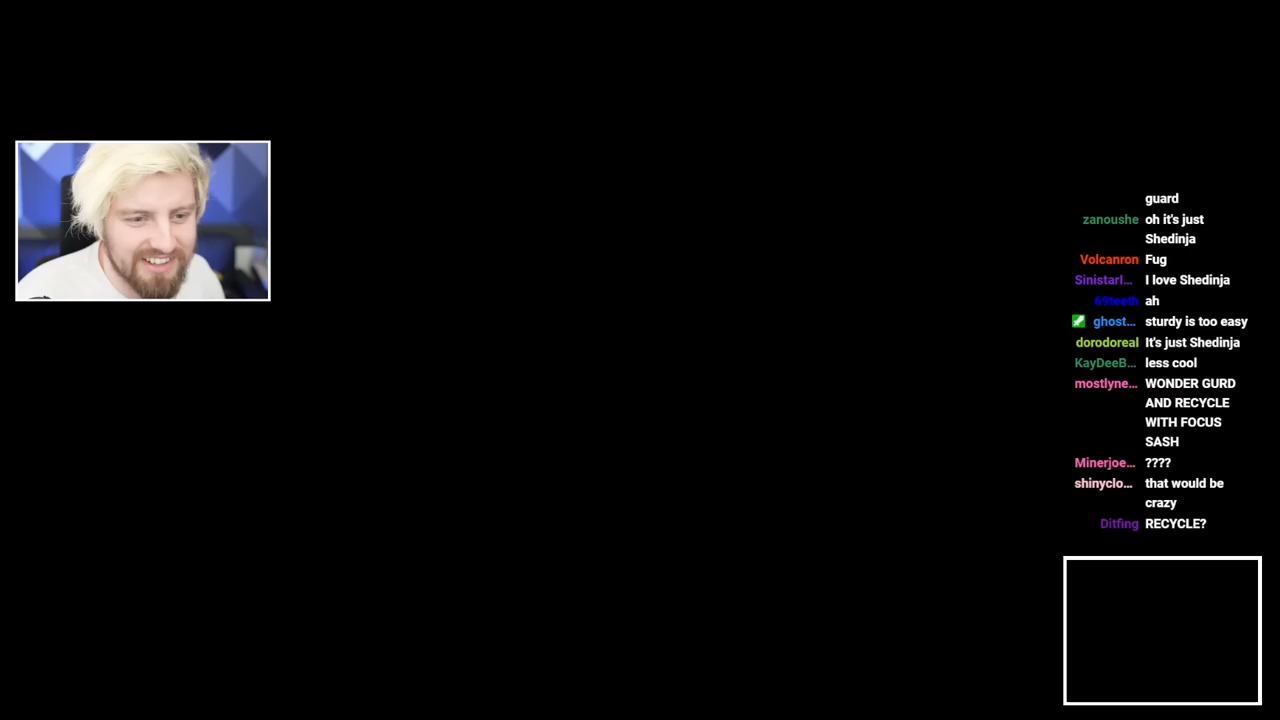 guard
zanoushe oh it's just
Shedinja
Volcanron Fug
Sinistarl... I love Shedinja
69teeth ah
ghost... sturdy is too easy
dorodoreal It's just Shedinja
KayDeeB... less cool
mostlyne... WONDER GURD
AND RECYCLE
WITH FOCUS
SASH
Minerjoe... ????
shinyclo... that would be
crazy
Ditfing RECYCLE?